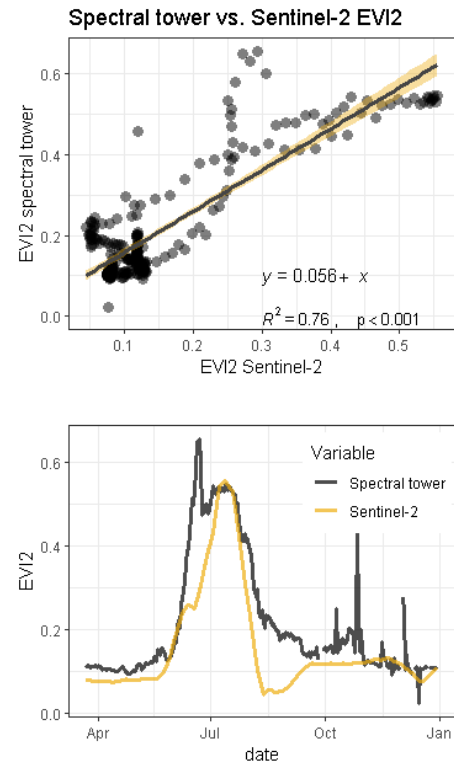 Spectral tower vs. Sentinel-2 EVI2
0.6
0.4
0.2
0.0
EVI2 spectral tower
y = 0.056+ x
R² = 0.76 , p < 0.001
0.1 0.2 0.3 0.4 0.5
EVI2 Sentinel-2
0.6
0.4
0.2
0.0
EVI2
Variable
Spectral tower
Sentinel-2
Apr Jul Oct Jan
date